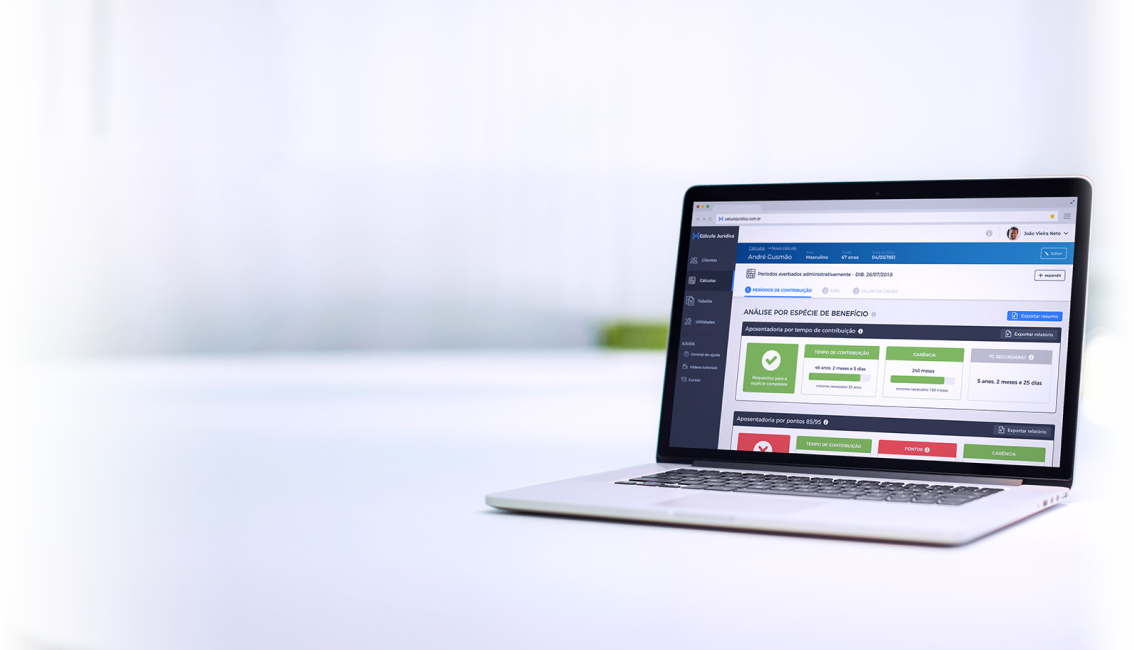 calculojuridico.com.br
Cálculo Jurídico
João Vieira Neto
Clientes
Cálculos
Tabelas
Utilidades
AJUDA
Central de ajuda
Vídeos tutoriais
Cursos
Cálculos → Novo cálculo
André Gusmão
Masculino
67 anos
04/02/1951
Editar
Períodos averbados administrativamente - DIB: 26/07/2018
+ expandir
1 PERÍODOS DE CONTRIBUIÇÃO
2
3 VALOR DA CAUSA
ANÁLISE POR ESPÉCIE DE BENEFÍCIO
Exportar resumo
Aposentadoria por tempo de contribuição
Exportar relatório
Requisitos para a espécie completos
TEMPO DE CONTRIBUIÇÃO
46 anos, 2 meses e 5 dias
mínimo necessário 35 anos
CARÊNCIA
240 meses
mínimo necessário 180 meses
TC SECUNDÁRIO
5 anos, 2 meses e 25 dias
Aposentadoria por pontos 85/95
Exportar relatório
TEMPO DE CONTRIBUIÇÃO
PONTOS
CARÊNCIA